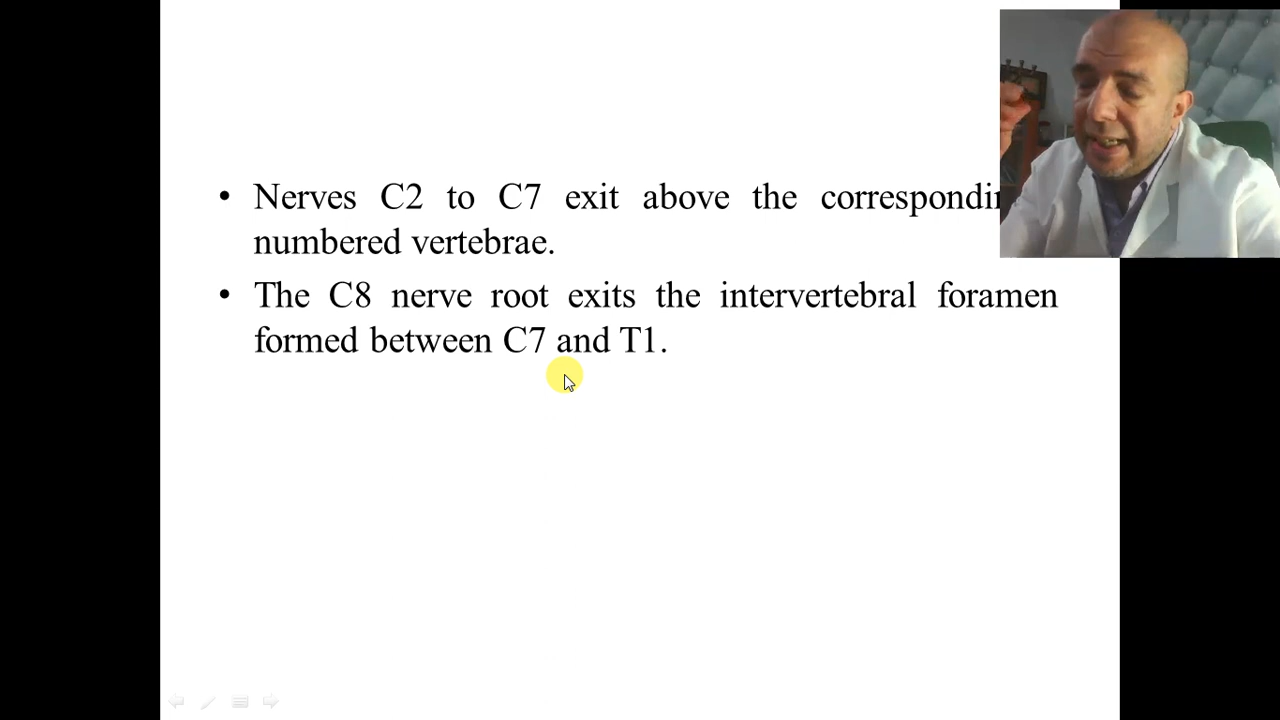 • Nerves C2 to C7 exit above the
numbered vertebrae.
• The C8 nerve root exits the intervertebral foramen
formed between C7 and T1.